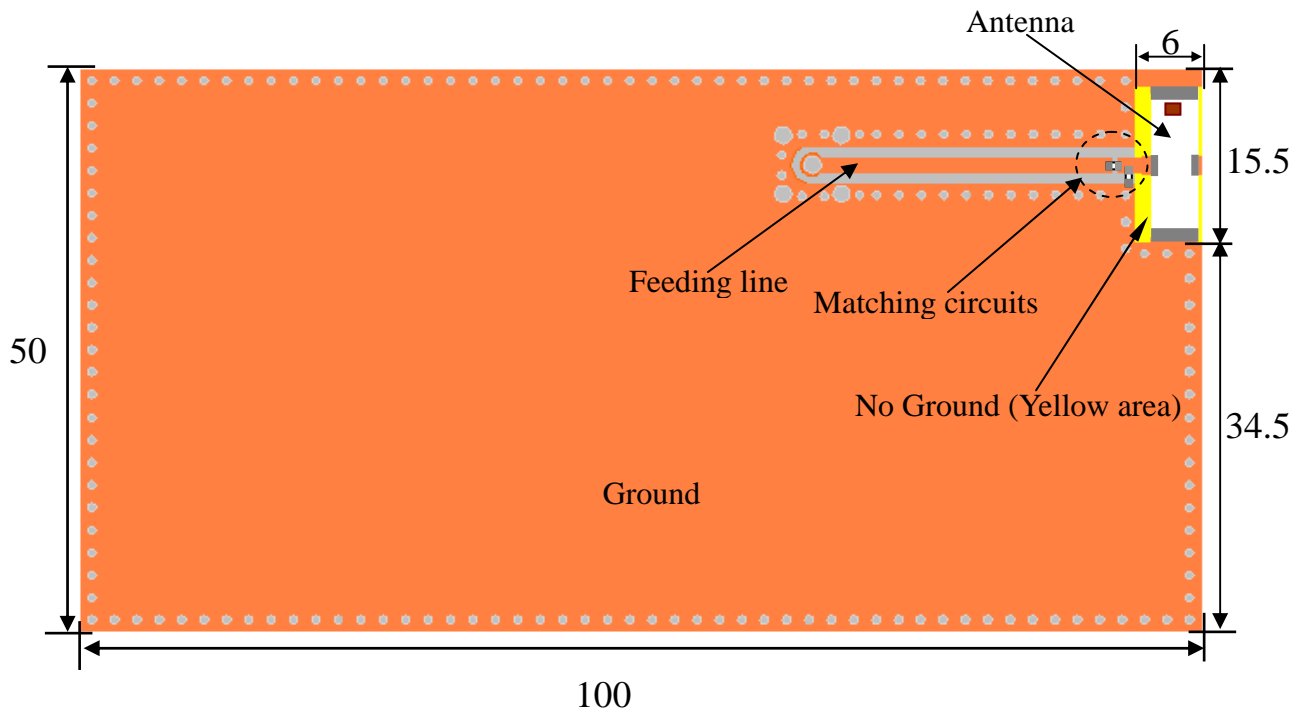 Antenna
6
15.5
Feeding line
Matching circuits
50
No Ground (Yellow area)
34.5
Ground
100